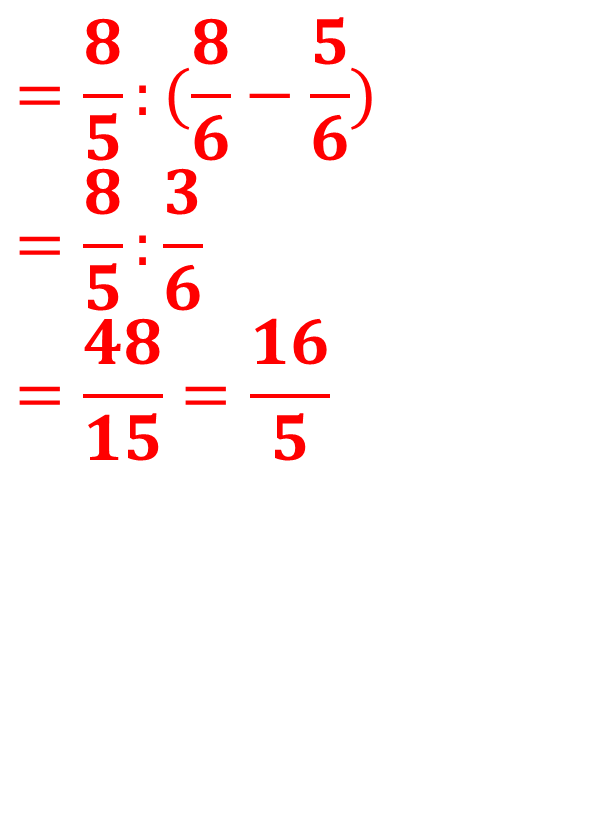 = 8/5 : (8/6 − 5/6)
= 8/5 : 3/6
= 48/15 = 16/5